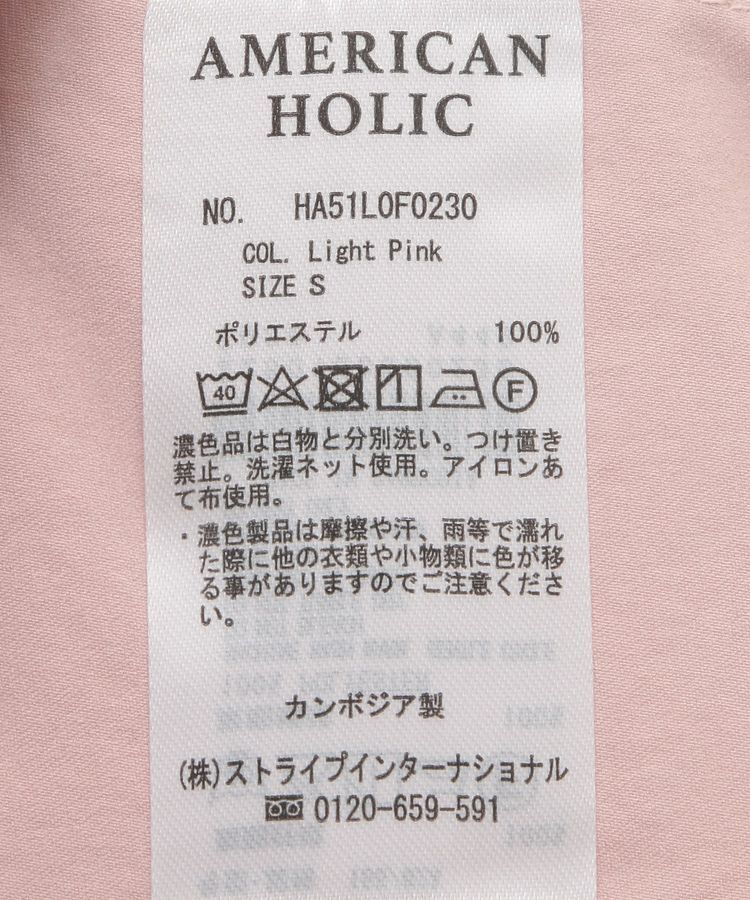 AMERICAN
HOLIC
NO. HA51L0F0230
COL. Light Pink
SIZE S
ポリエステル 100%
40 F
濃色品は白物と分別洗い。つけ置き
禁止。洗濯ネット使用。アイロンあ
て布使用。
・濃色製品は摩擦や汗、雨等で濡れ
た際に他の衣類や小物類に色が移
る事がありますのでご注意くださ
い。
カンボジア製
(株)ストライプインターナショナル
0120-659-591